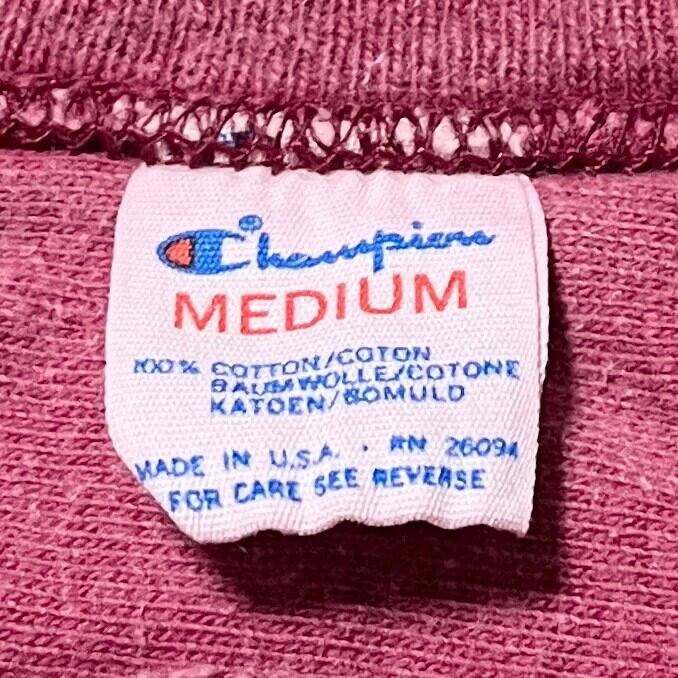 Champion
MEDIUM
100% COTTON/COTON
BAUMWOLLE/COTONE
KATOEN/BOMULD
MADE IN U.S.A. · RN 26094
FOR CARE SEE REVERSE